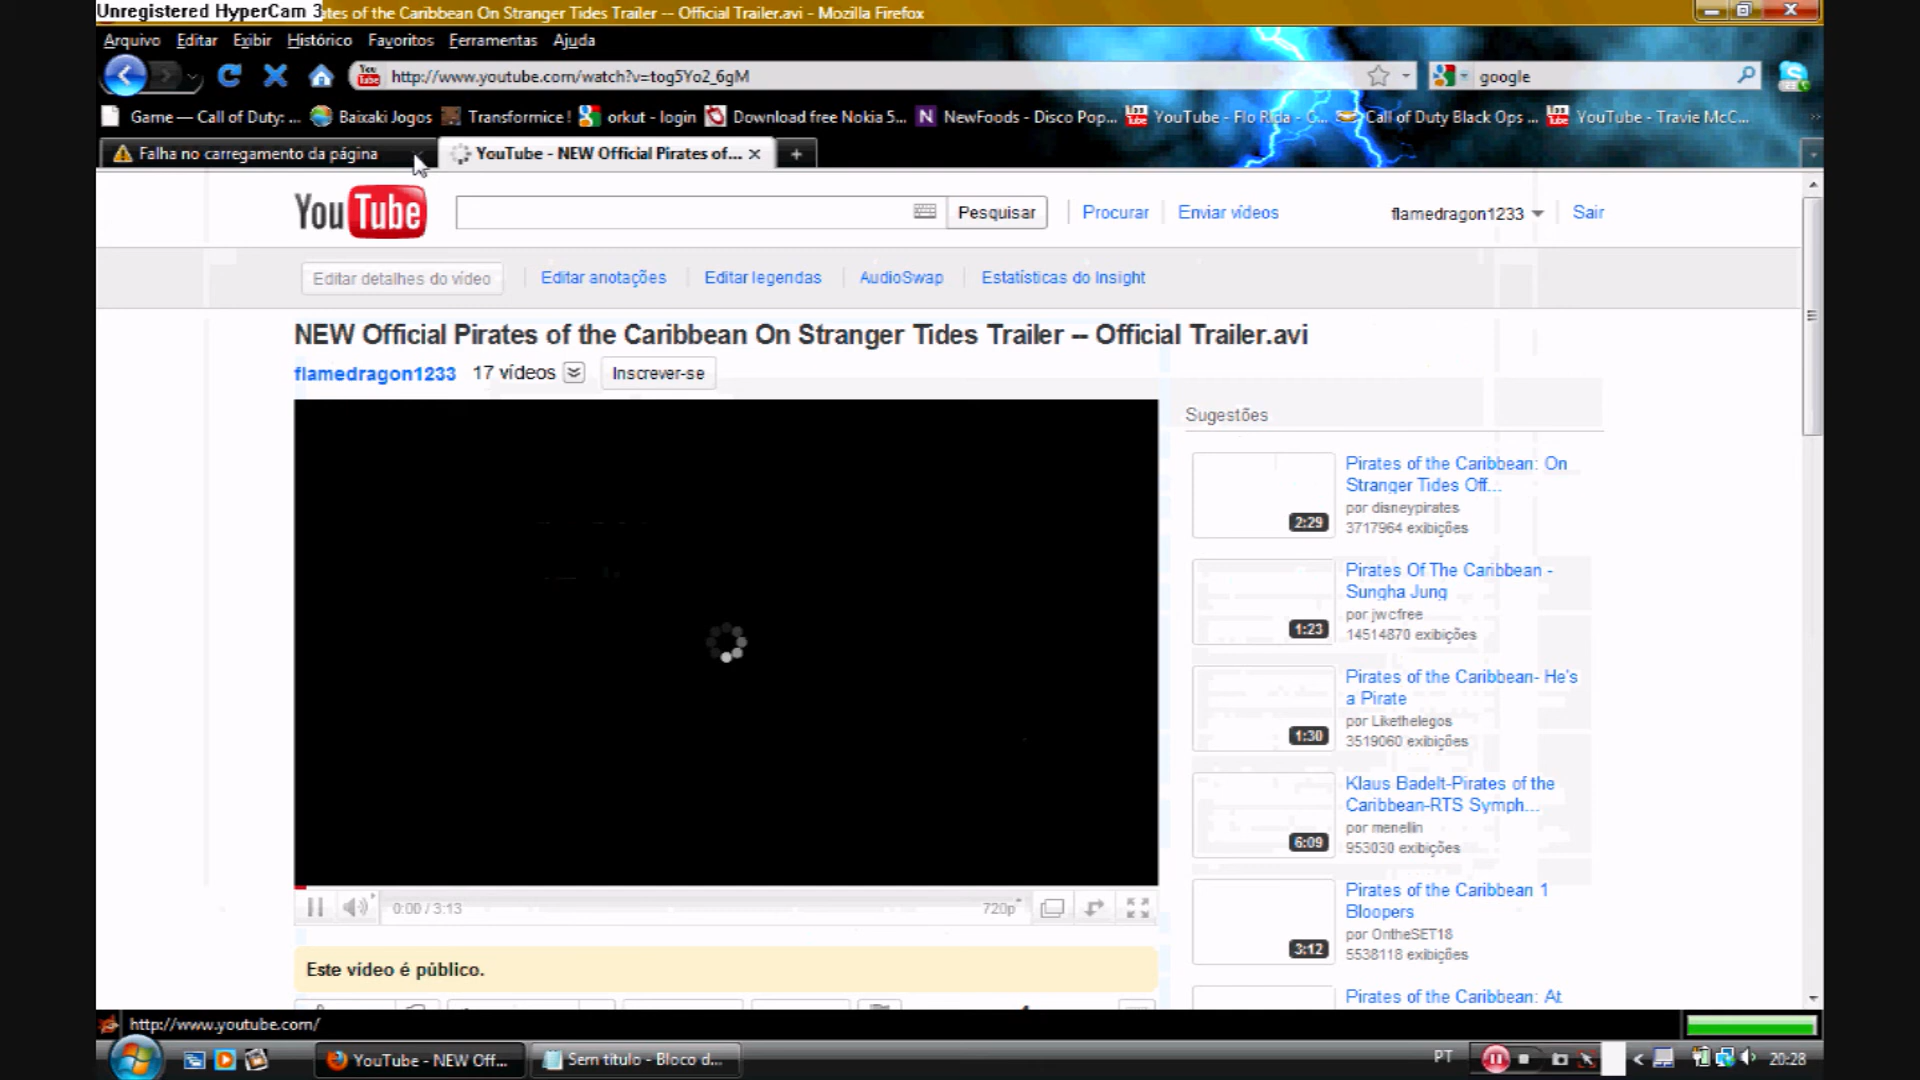 Unregistered HyperCam 3 ates of the Caribbean On Stranger Tides Trailer -- Official Trailer.avi - Mozilla Firefox
Arquivo Editar Exibir Histórico Favoritos Ferramentas Ajuda
You Tube http://www.youtube.com/watch?v=tog5Yo2_6gM google
Game — Call of Duty: ... Baixaki Jogos Transformice ! orkut - login Download free Nokia 5... NewFoods - Disco Pop... YouTube - Flo Rida - C... Call of Duty Black Ops ... YouTube - Travie McC...
Falha no carregamento da página YouTube - NEW Official Pirates of...
YouTube Pesquisar Procurar Enviar vídeos flamedragon1233 Sair
Editar detalhes do vídeo Editar anotações Editar legendas AudioSwap Estatísticas do Insight
NEW Official Pirates of the Caribbean On Stranger Tides Trailer -- Official Trailer.avi
flamedragon1233 17 vídeos Inscrever-se
Sugestões
Pirates of the Caribbean: On
Stranger Tides Off...
por disneypirates
2:29
3717964 exibições
Pirates Of The Caribbean -
Sungha Jung
por jwcfree
1:23
14514870 exibições
Pirates of the Caribbean- He's
a Pirate
por Likethelegos
1:30
3519060 exibições
Klaus Badelt-Pirates of the
Caribbean-RTS Symph...
por menellin
6:09
953030 exibições
Pirates of the Caribbean 1
Bloopers
por OntheSET18
3:12
5538118 exibições
Pirates of the Caribbean: At
0:00 / 3:13 720p
Este vídeo é público.
http://www.youtube.com/
YouTube - NEW Off... Sem título - Bloco d... PT 20:28